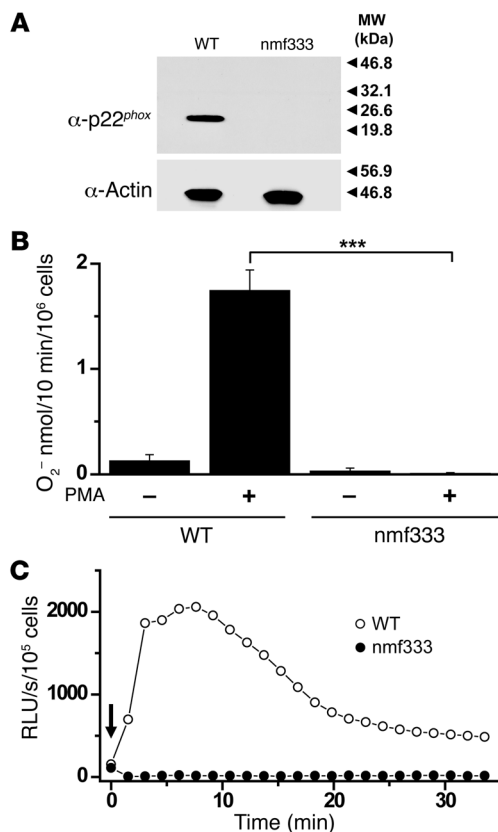 A
WT nmf333 MW (kDa)
◄46.8
◄32.1
◄26.6
◄19.8
α-p22phox
◄56.9
◄46.8
α-Actin
B
O2− nmol/10 min/10⁶ cells
2
1
0
***
PMA − + − +
WT nmf333
C
RLU/s/10⁵ cells
2000
1000
0
WT
nmf333
0 10 20 30
Time (min)